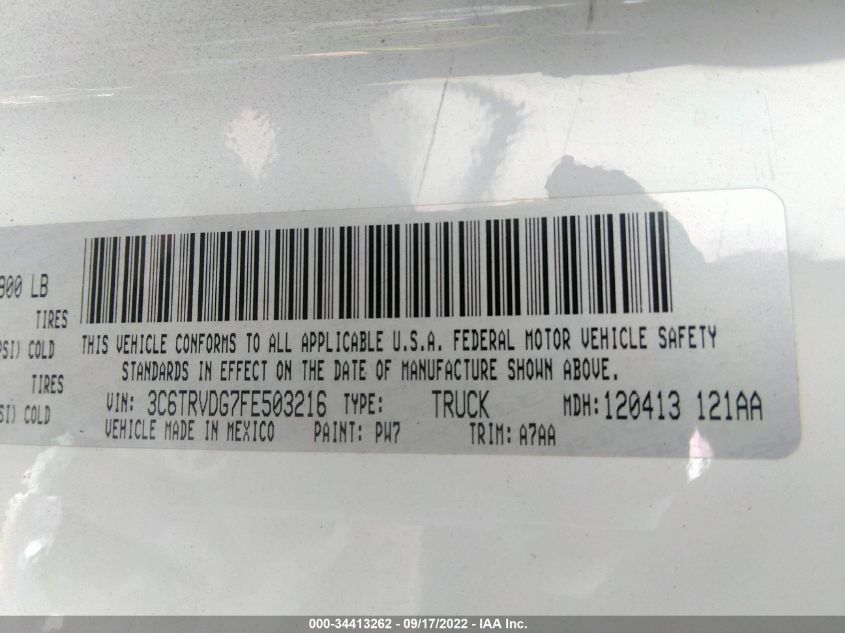 900 LB
TIRES
PSI) COLD
TIRES
SI) COLD
THIS VEHICLE CONFORMS TO ALL APPLICABLE U.S.A. FEDERAL MOTOR VEHICLE SAFETY
STANDARDS IN EFFECT ON THE DATE OF MANUFACTURE SHOWN ABOVE.
VIN: 3C6TRVDG7FE503216 TYPE: TRUCK MDH: 120413 121AA
VEHICLE MADE IN MEXICO PAINT: PW7 TRIM: A7AA
000-34413262 - 09/17/2022 - IAA Inc.